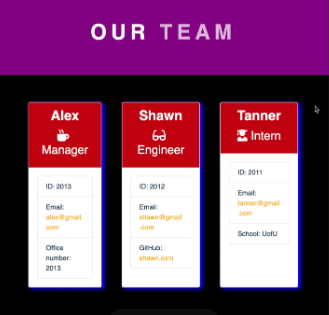 OUR TEAM
Alex
Manager
ID: 2013
Email:
alex@gmail.
com
Office
number:
2013
Shawn
Engineer
ID: 2012
Email:
shawn@gmail
.com
GitHub:
shawn.com
Tanner
Intern
ID: 2011
Email:
tanner@gmail
.com
School: UofU